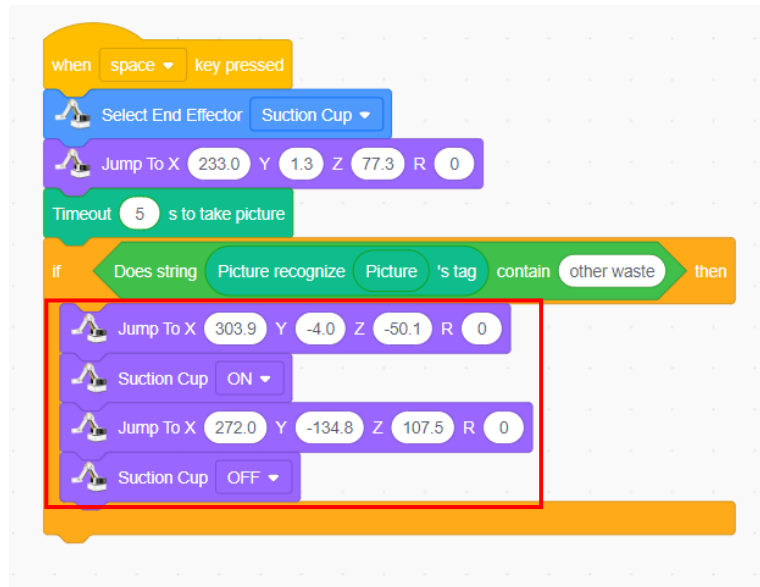 when space key pressed
Select End Effector Suction Cup
Jump To X 233.0 Y 1.3 Z 77.3 R 0
Timeout 5 s to take picture
if Does string Picture recognize Picture 's tag contain other waste then
Jump To X 303.9 Y -4.0 Z -50.1 R 0
Suction Cup ON
Jump To X 272.0 Y -134.8 Z 107.5 R 0
Suction Cup OFF